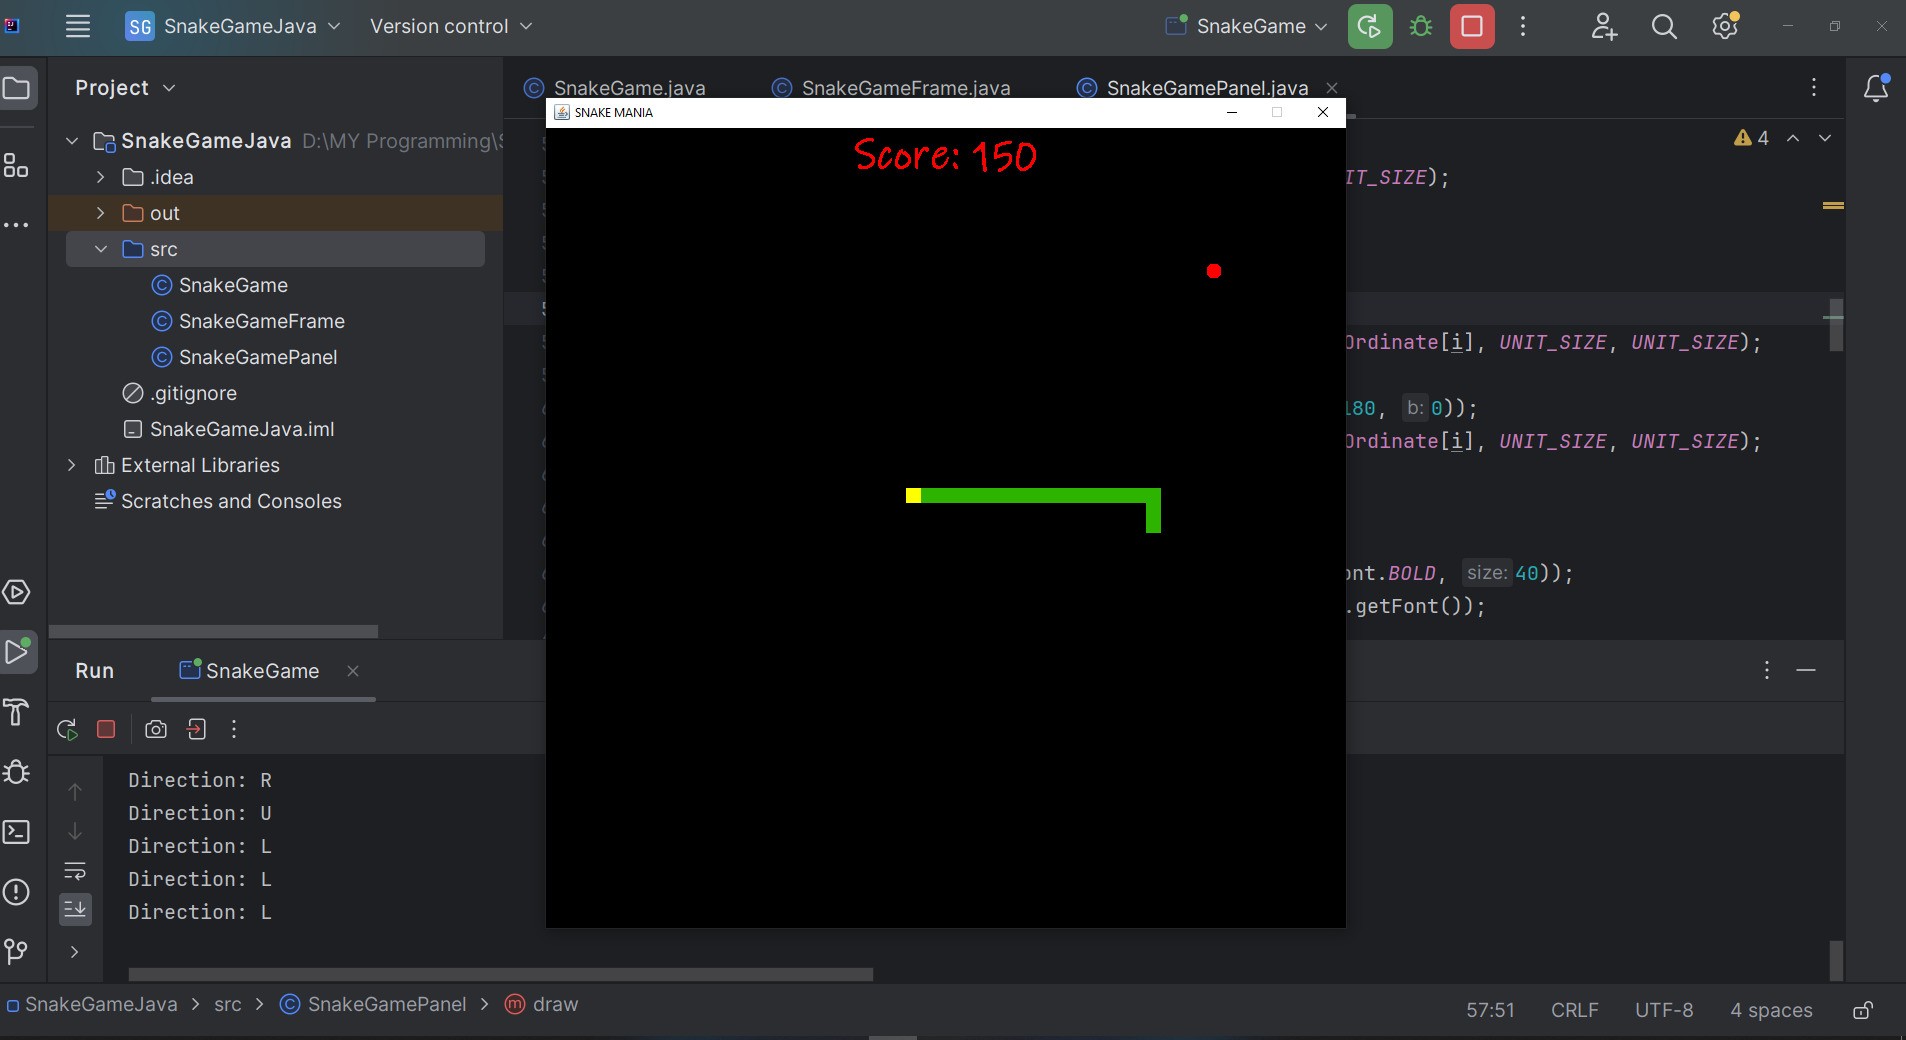 SG SnakeGameJava Version control SnakeGame
Project
SnakeGame.java SnakeGameFrame.java SnakeGamePanel.java
SnakeGameJava D:\MY Programming\
.idea
out
src
SnakeGame
SnakeGameFrame
SnakeGamePanel
.gitignore
SnakeGameJava.iml
External Libraries
Scratches and Consoles
SNAKE MANIA
Score: 150
4
IT_SIZE);
Ordinate[i], UNIT_SIZE, UNIT_SIZE);
180, b: 0));
Ordinate[i], UNIT_SIZE, UNIT_SIZE);
ont.BOLD, size: 40));
.getFont());
Run SnakeGame
Direction: R
Direction: U
Direction: L
Direction: L
Direction: L
SnakeGameJava > src > SnakeGamePanel > draw
57:51 CRLF UTF-8 4 spaces